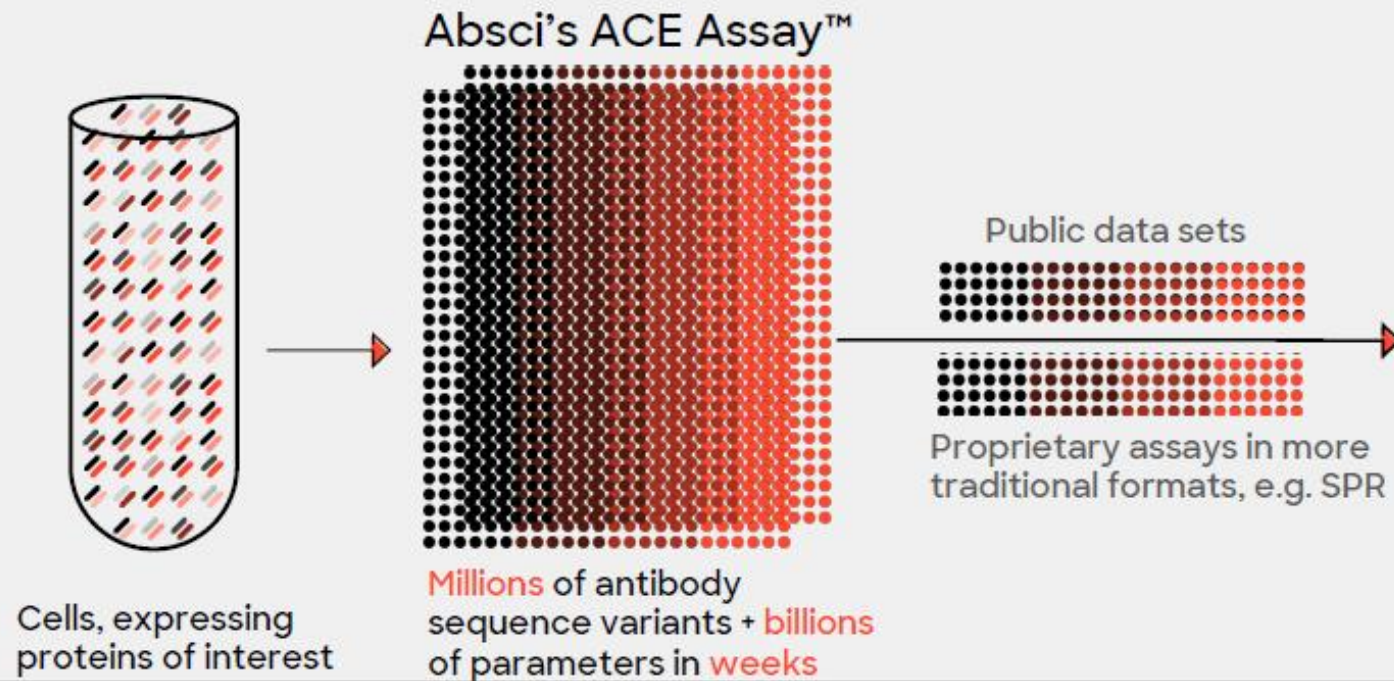 Absci's ACE Assay™
Public data sets
Proprietary assays in more
traditional formats, e.g. SPR
Millions of antibody
sequence variants + billions
of parameters in weeks
Cells, expressing
proteins of interest